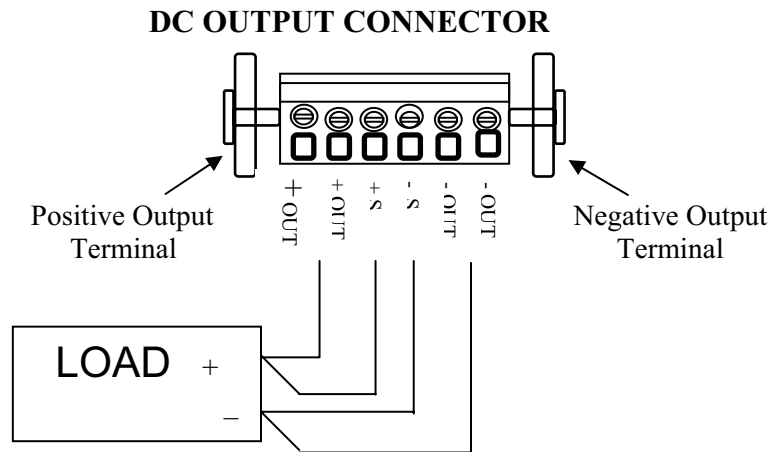 DC OUTPUT CONNECTOR
+ OUT
+ OUT
+ S
- S
- OUT
- OUT
Positive Output
Terminal
Negative Output
Terminal
LOAD +
–